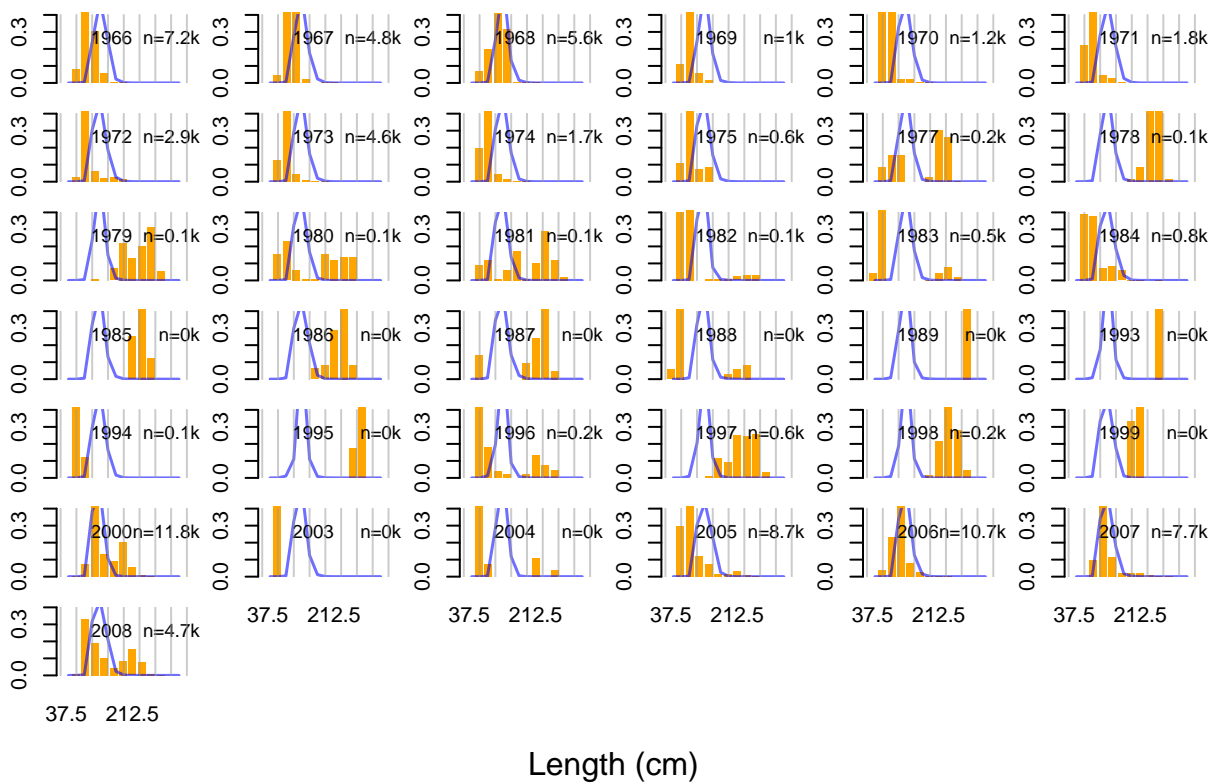 0.3 1966 n=7.2k 0.3 1967 n=4.8k 0.3 1968 n=5.6k 0.3 1969 n=1k 0.3 1970 n=1.2k 0.3 1971 n=1.8k
0.0 0.0 0.0 0.0 0.0 0.0
0.3 1972 n=2.9k 0.3 1973 n=4.6k 0.3 1974 n=1.7k 0.3 1975 n=0.6k 0.3 1977 n=0.2k 0.3 1978 n=0.1k
0.0 0.0 0.0 0.0 0.0 0.0
0.3 1979 n=0.1k 0.3 1980 n=0.1k 0.3 1981 n=0.1k 0.3 1982 n=0.1k 0.3 1983 n=0.5k 0.3 1984 n=0.8k
0.0 0.0 0.0 0.0 0.0 0.0
0.3 1985 n=0k 0.3 1986 n=0k 0.3 1987 n=0k 0.3 1988 n=0k 0.3 1989 n=0k 0.3 1993 n=0k
0.0 0.0 0.0 0.0 0.0 0.0
0.3 1994 n=0.1k 0.3 1995 n=0k 0.3 1996 n=0.2k 0.3 1997 n=0.6k 0.3 1998 n=0.2k 0.3 1999 n=0k
0.0 0.0 0.0 0.0 0.0 0.0
0.3 2000 n=11.8k 0.3 2003 n=0k 0.3 2004 n=0k 0.3 2005 n=8.7k 0.3 2006 n=10.7k 0.3 2007 n=7.7k
0.0 0.0 0.0 0.0 0.0 0.0
0.3 2008 n=4.7k 37.5 212.5 37.5 212.5 37.5 212.5 37.5 212.5 37.5 212.5
0.0
37.5 212.5
Length (cm)